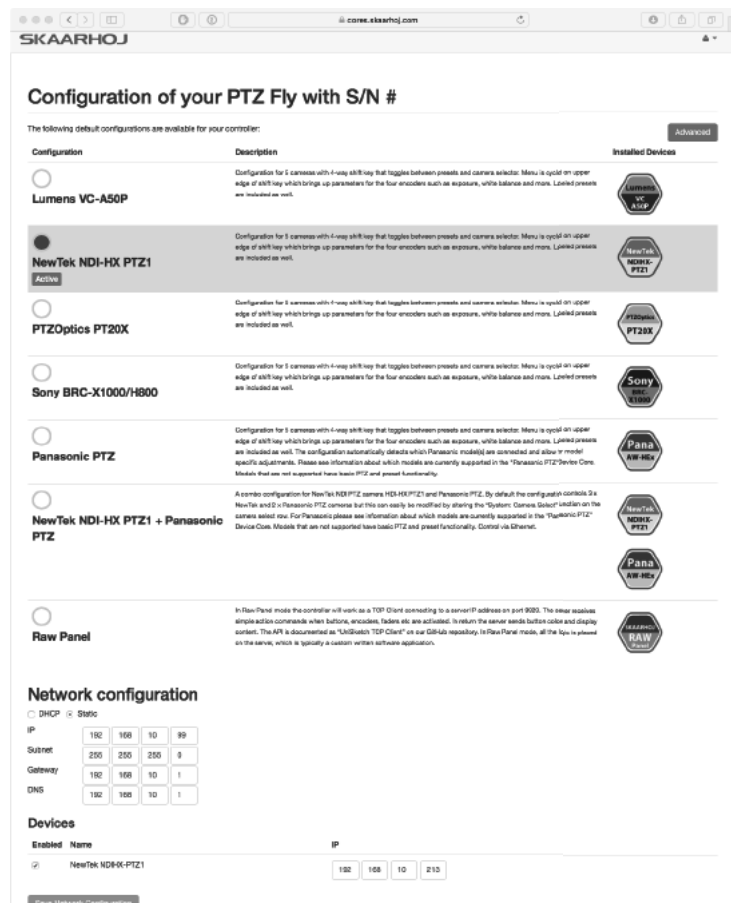 cores.skaarhoj.com
SKAARHOJ
Configuration of your PTZ Fly with S/N #
The following default configurations are available for your controller:
Advanced
Configuration Description Installed Devices
Configuration for 5 cameras with 4-way shift key that toggles between presets and camera selector. Menu is cycled on upper
edge of shift key which brings up parameters for the four encoders such as exposure, white balance and more. Labeled presets
are included as well.
Lumens VC-A50P
Lumens
VC
A50P
Configuration for 5 cameras with 4-way shift key that toggles between presets and camera selector. Menu is cycled on upper
edge of shift key which brings up parameters for the four encoders such as exposure, white balance and more. Labeled presets
are included as well.
NewTek NDI-HX PTZ1
Active
NewTek
NDIHX-
PTZ1
Configuration for 5 cameras with 4-way shift key that toggles between presets and camera selector. Menu is cycled on upper
edge of shift key which brings up parameters for the four encoders such as exposure, white balance and more. Labeled presets
are included as well.
PTZOptics PT20X
PTZOptics
PT20X
Configuration for 5 cameras with 4-way shift key that toggles between presets and camera selector. Menu is cycled on upper
edge of shift key which brings up parameters for the four encoders such as exposure, white balance and more. Labeled presets
are included as well.
Sony BRC-X1000/H800
Sony
BRC-
X1000
Configuration for 5 cameras with 4-way shift key that toggles between presets and camera selector. Menu is cycled on upper
edge of shift key which brings up parameters for the four encoders such as exposure, white balance and more. Labeled presets
are included as well. The configuration automatically detects which Panasonic model(s) are connected and allow r model
specific adjustments. Please see information about which models are currently supported in the "Panasonic PTZ"Device Core.
Models that are not supported have basic PTZ and preset functionality.
Panasonic PTZ
Pana
AW-HEx
A combo configuration for NewTek NDI PTZ camera HDI-HX PTZ1 and Panasonic PTZ. By default the configuration controls 3 x
NewTek and 2 x Panasonic PTZ cameras but this can easily be modified by altering the "System: Camera Select" function on the
camera select row. For Panasonic please see information about which models are currently supported in the "Panasonic PTZ"
Device Core. Models that are not supported have basic PTZ and preset functionality. Control via Ethernet.
NewTek NDI-HX PTZ1 + Panasonic
PTZ
NewTek
NDIHX-
PTZ1
Pana
AW-HEx
In Raw Panel mode the controller will work as a TCP Client connecting to a server IP address on port 9923. The server receives
simple action commands when buttons, encoders, faders etc are activated. In return the server sends button color and display
content. The API is documented as "UniSketch TCP Client" on our GitHub repository. In Raw Panel mode, all the logic is placed
on the server, which is typically a custom written software application.
Raw Panel
SKAARHOJ
RAW
Panel
Network configuration
DHCP Static
IP 192 168 10 99
Subnet 255 255 255 0
Gateway 192 168 10 1
DNS 192 168 10 1
Devices
Enabled Name IP
NewTek NDIHX-PTZ1 192 168 10 213
Save Network Configuration